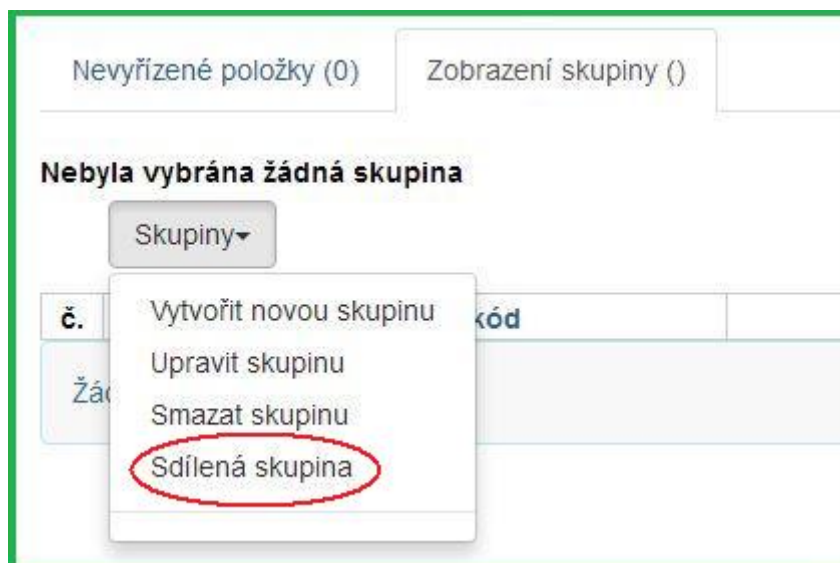 Nevyřízené položky (0) Zobrazení skupiny ()
Nebyla vybrána žádná skupina
Skupiny
č. kód
Vytvořit novou skupinu
Upravit skupinu
Smazat skupinu
Sdílená skupina